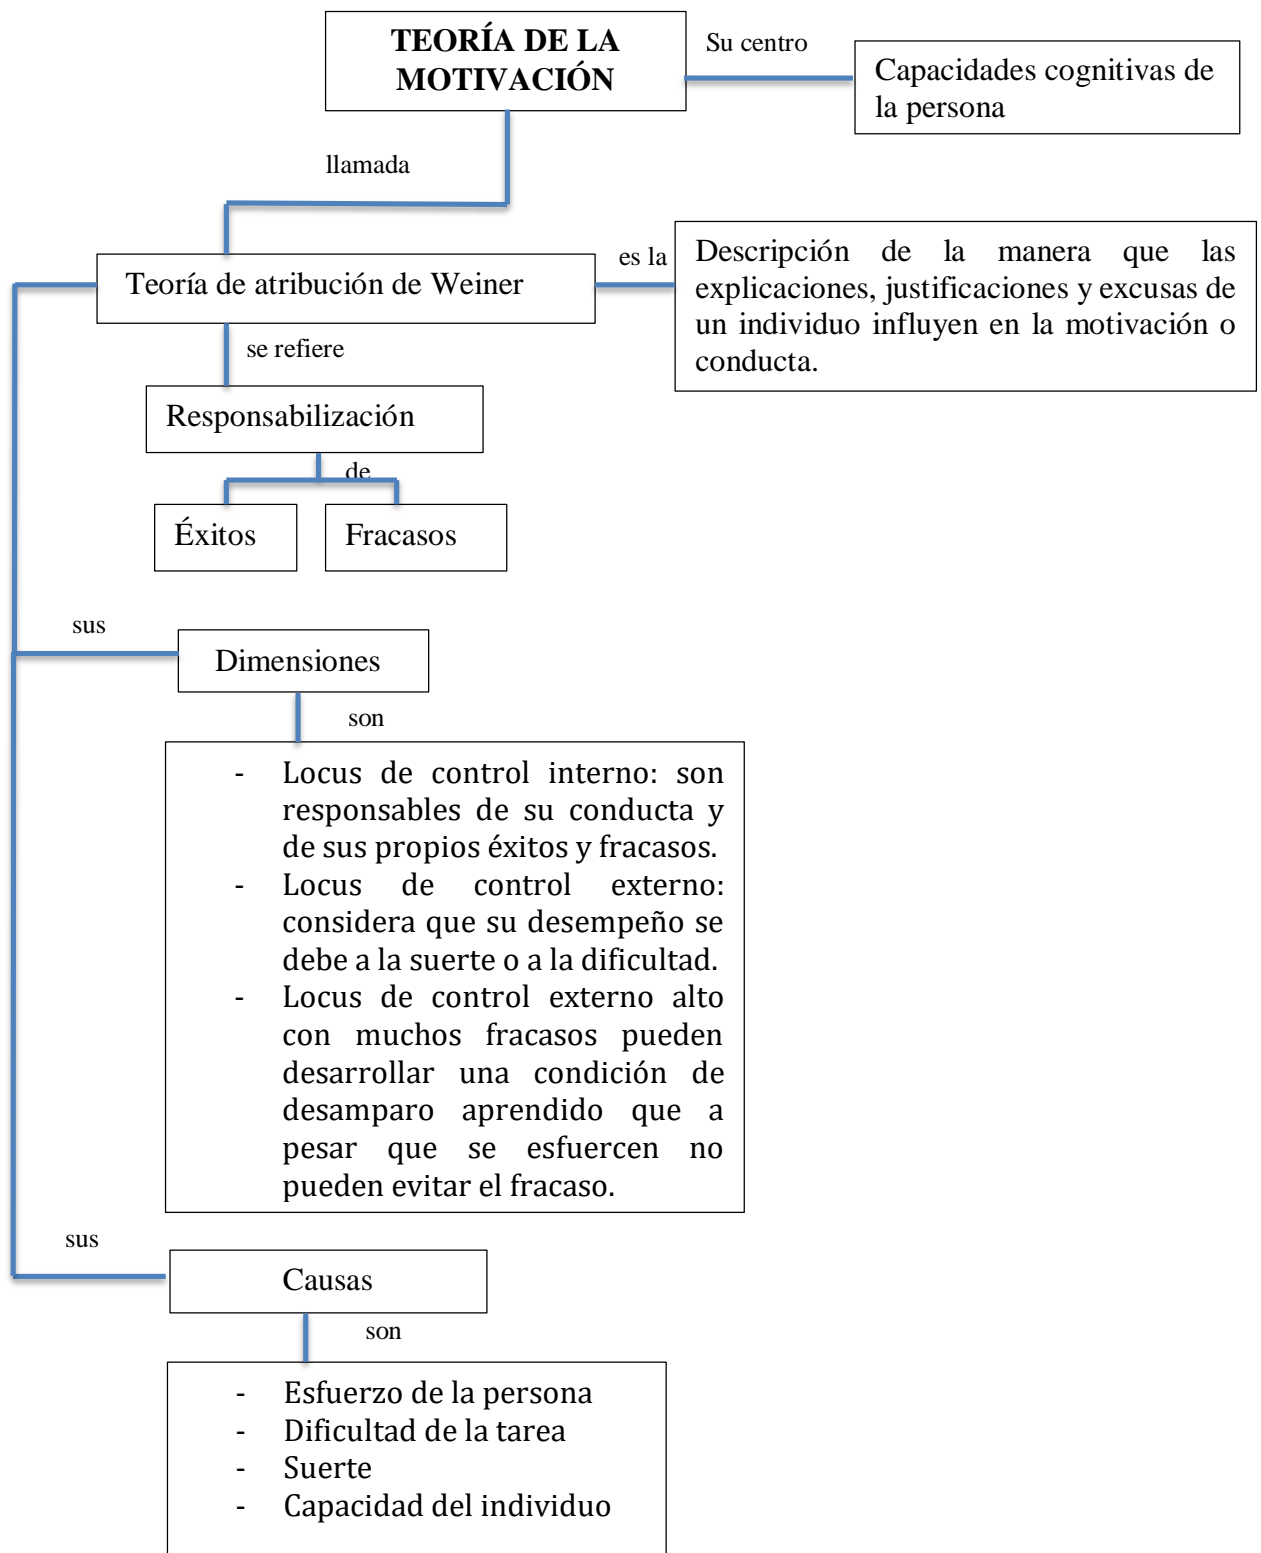 TEORÍA DE LA
MOTIVACIÓN
Su centro
Capacidades cognitivas de
la persona
llamada
Teoría de atribución de Weiner
es la
Descripción de la manera que las
explicaciones, justificaciones y excusas de
un individuo influyen en la motivación o
conducta.
se refiere
Responsabilización
de
Éxitos
Fracasos
sus
Dimensiones
son
- Locus de control interno: son
responsables de su conducta y
de sus propios éxitos y fracasos.
- Locus de control externo:
considera que su desempeño se
debe a la suerte o a la dificultad.
- Locus de control externo alto
con muchos fracasos pueden
desarrollar una condición de
desamparo aprendido que a
pesar que se esfuercen no
pueden evitar el fracaso.
sus
Causas
son
- Esfuerzo de la persona
- Dificultad de la tarea
- Suerte
- Capacidad del individuo